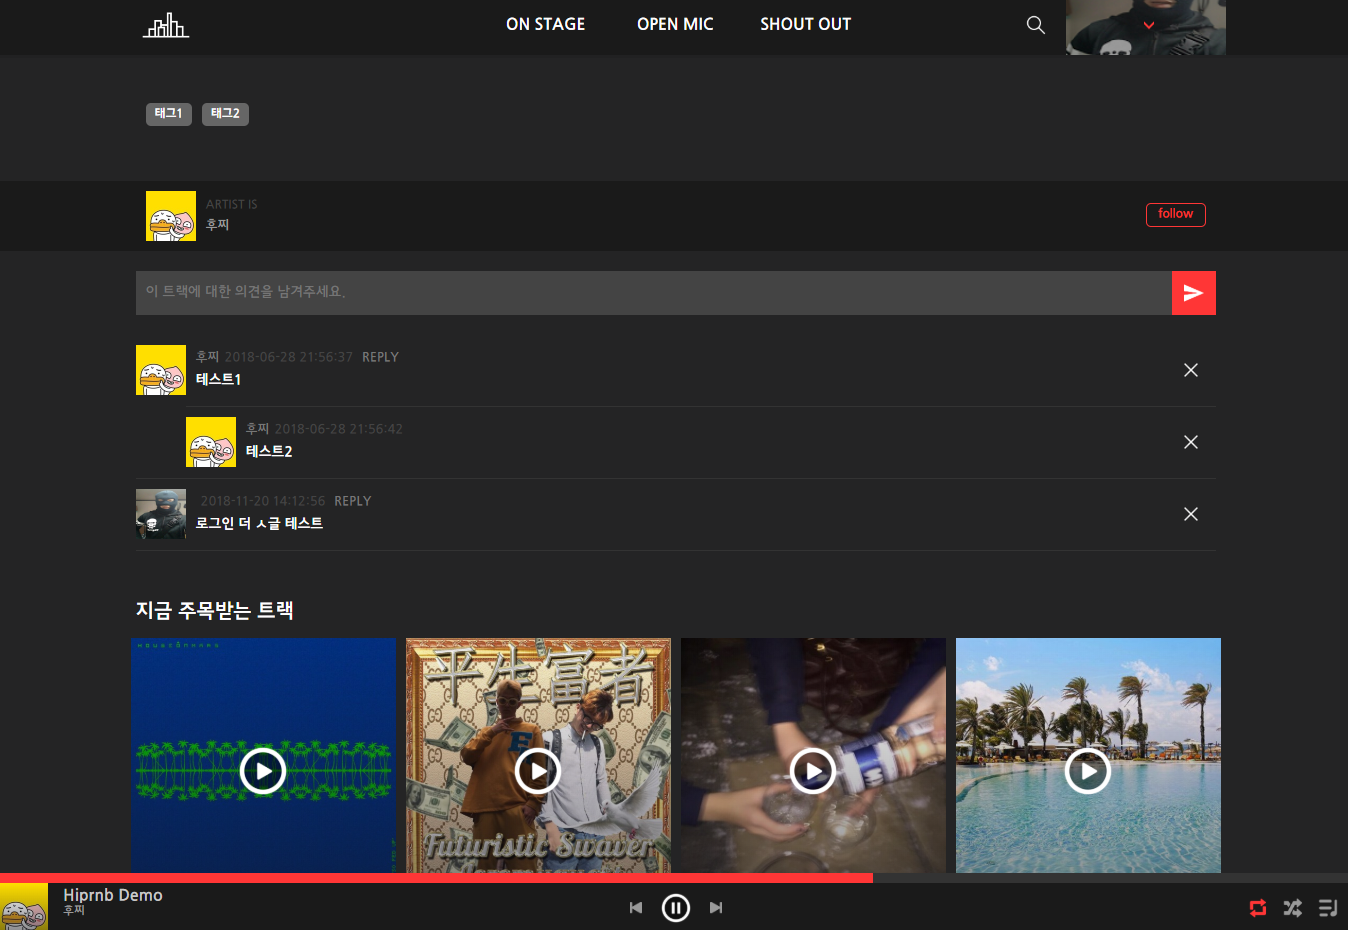 ON STAGE OPEN MIC SHOUT OUT
태그1 태그2
ARTIST IS
후찌
follow
이 트랙에 대한 의견을 남겨주세요.
후찌 2018-06-28 21:56:37 REPLY
테스트1
후찌 2018-06-28 21:56:42
테스트2
2018-11-20 14:12:56 REPLY
로그인 더 ㅅ글 테스트
지금 주목받는 트랙
平生富者
Futuristic Swaver
Hiprnb Demo
후찌